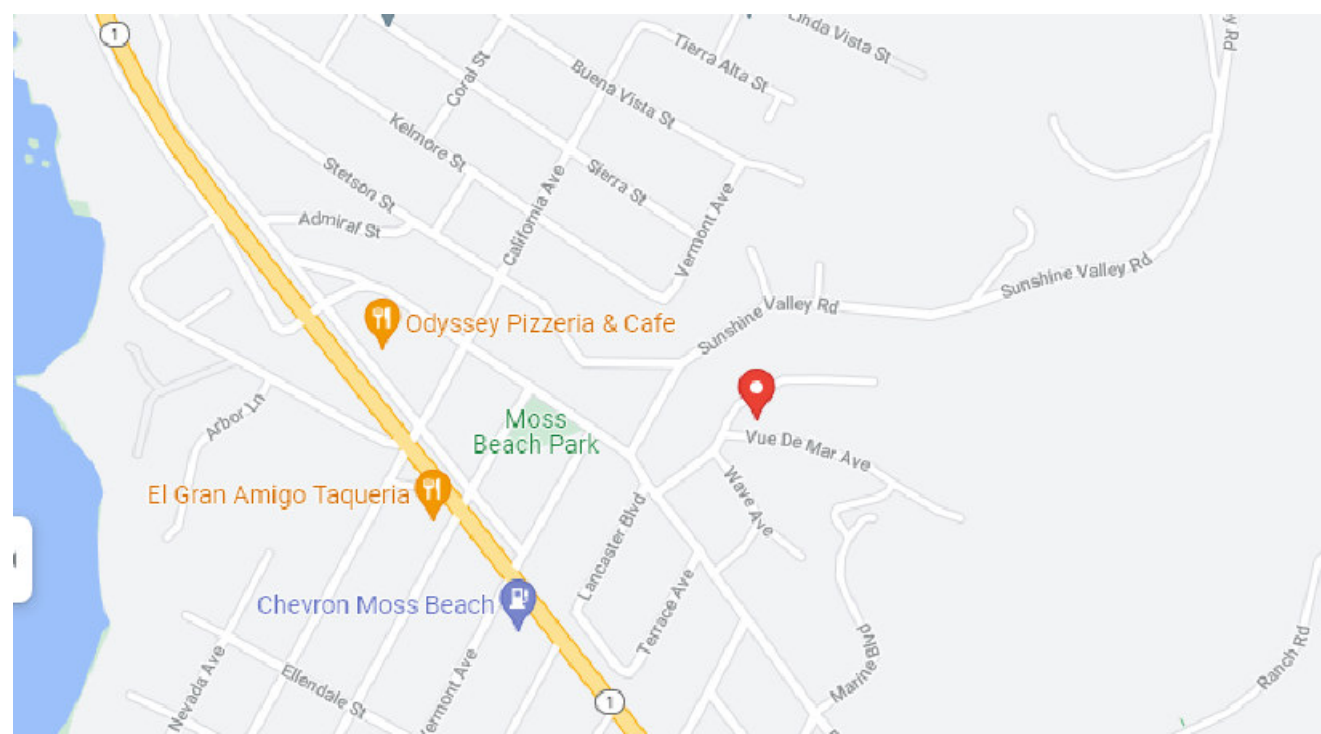 1
Linda Vista St
Tierra Alta St
Buena Vista St
Coral St
Kelmore St
Sierra St
Stetson St
Admiral St
California Ave
Vermont Ave
Sunshine Valley Rd
Sunshine Valley Rd
Odyssey Pizzeria & Cafe
Arbor Ln
Moss
Beach Park
Vue De Mar Ave
El Gran Amigo Taqueria
Wave Ave
Lancaster Blvd
Chevron Moss Beach
Terrace Ave
Nevada Ave
Ellendale St
Vermont Ave
1
Marine Blvd
Ranch Rd